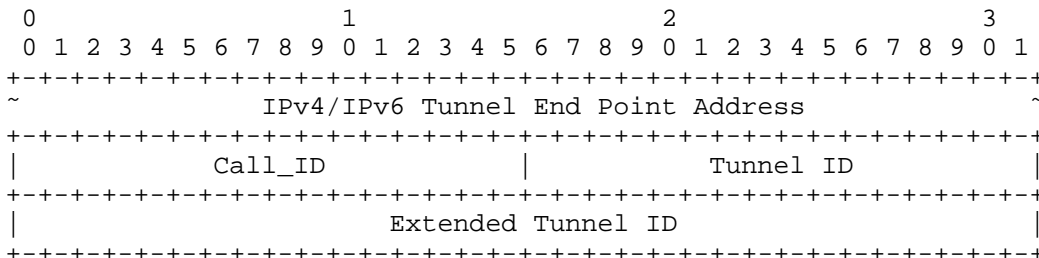 0                   1                   2                   3
 0 1 2 3 4 5 6 7 8 9 0 1 2 3 4 5 6 7 8 9 0 1 2 3 4 5 6 7 8 9 0 1
+-+-+-+-+-+-+-+-+-+-+-+-+-+-+-+-+-+-+-+-+-+-+-+-+-+-+-+-+-+-+-+-+
~               IPv4/IPv6 Tunnel End Point Address              ~
+-+-+-+-+-+-+-+-+-+-+-+-+-+-+-+-+-+-+-+-+-+-+-+-+-+-+-+-+-+-+-+-+
|            Call_ID            |           Tunnel ID           |
+-+-+-+-+-+-+-+-+-+-+-+-+-+-+-+-+-+-+-+-+-+-+-+-+-+-+-+-+-+-+-+-+
|                       Extended Tunnel ID                      |
+-+-+-+-+-+-+-+-+-+-+-+-+-+-+-+-+-+-+-+-+-+-+-+-+-+-+-+-+-+-+-+-+